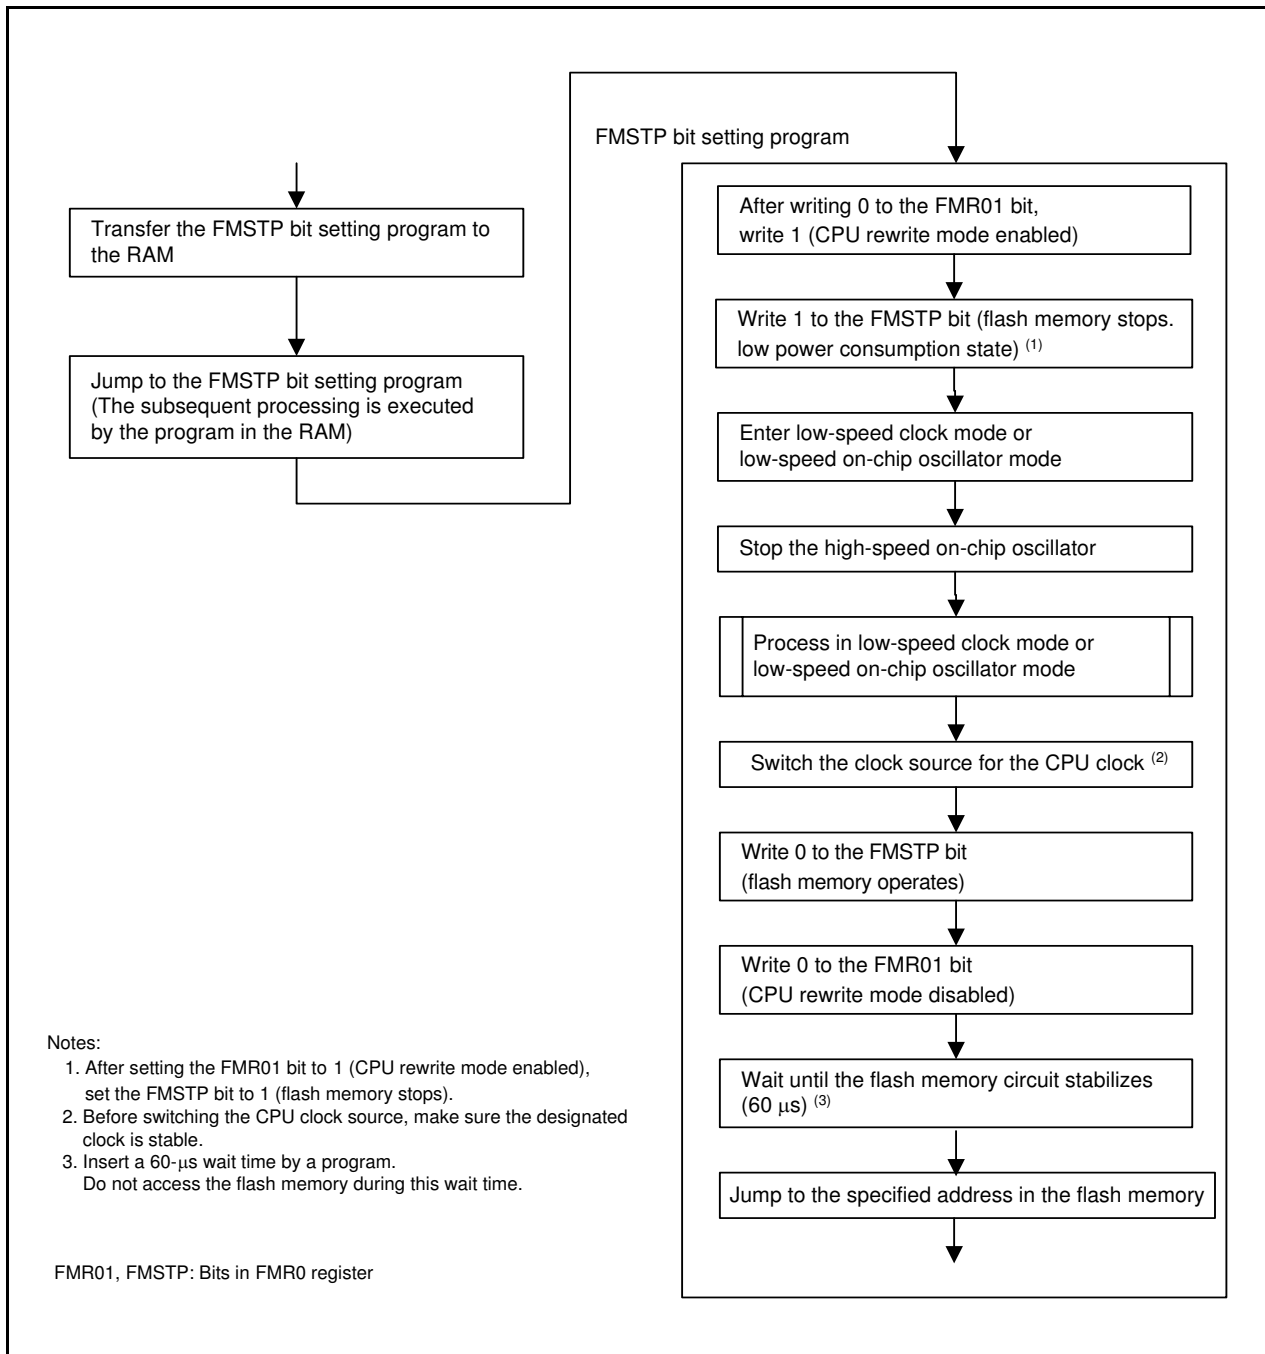 Transfer the FMSTP bit setting program to
the RAM
Jump to the FMSTP bit setting program
(The subsequent processing is executed
by the program in the RAM)
FMSTP bit setting program
After writing 0 to the FMR01 bit,
write 1 (CPU rewrite mode enabled)
Write 1 to the FMSTP bit (flash memory stops.
low power consumption state) (1)
Enter low-speed clock mode or
low-speed on-chip oscillator mode
Stop the high-speed on-chip oscillator
Process in low-speed clock mode or
low-speed on-chip oscillator mode
Switch the clock source for the CPU clock (2)
Write 0 to the FMSTP bit
(flash memory operates)
Write 0 to the FMR01 bit
(CPU rewrite mode disabled)
Wait until the flash memory circuit stabilizes
(60 μs) (3)
Jump to the specified address in the flash memory
Notes:
1. After setting the FMR01 bit to 1 (CPU rewrite mode enabled),
set the FMSTP bit to 1 (flash memory stops).
2. Before switching the CPU clock source, make sure the designated
clock is stable.
3. Insert a 60-μs wait time by a program.
Do not access the flash memory during this wait time.
FMR01, FMSTP: Bits in FMR0 register